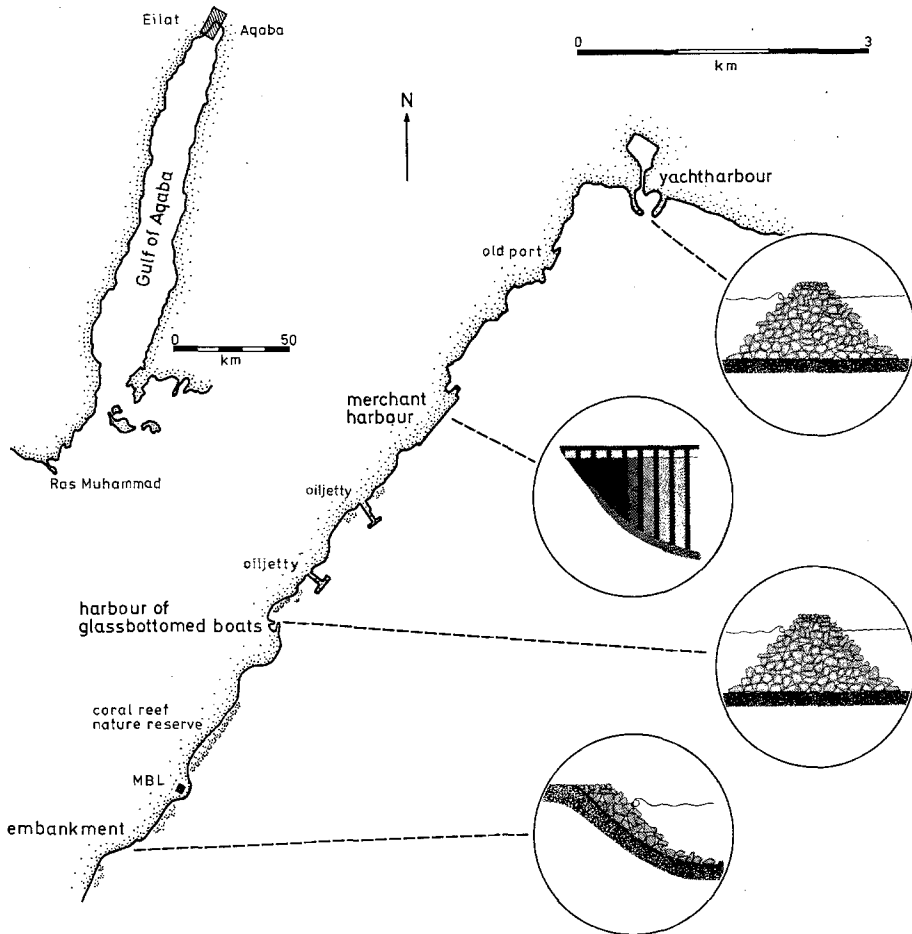 Eilat
Aqaba
Gulf of Aqaba
0 50
km
Ras Muhammad
0 3
km
N
yachtharbour
old port
merchant
harbour
oiljetty
oiljetty
harbour of
glassbottomed boats
coral reef
nature reserve
MBL
embankment